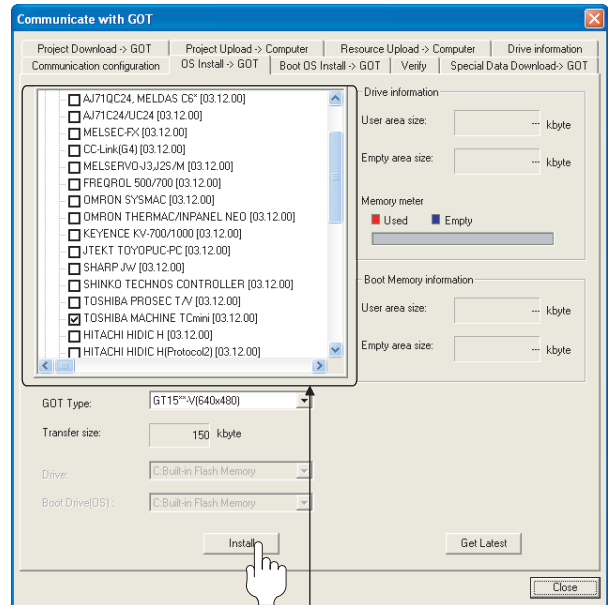 Communicate with GOT
Project Download -> GOT Project Upload -> Computer Resource Upload -> Computer Drive information
Communication configuration OS Install -> GOT Boot OS Install -> GOT Verify Special Data Download-> GOT
AJ71QC24, MELDAS C6* [03.12.00]
AJ71C24/UC24 [03.12.00]
MELSEC-FX [03.12.00]
CC-Link(G4) [03.12.00]
MELSERVO-J3,J2S/M [03.12.00]
FREQROL 500/700 [03.12.00]
OMRON SYSMAC [03.12.00]
OMRON THERMAC/INPANEL NEO [03.12.00]
KEYENCE KV-700/1000 [03.12.00]
JTEKT TOYOPUC-PC [03.12.00]
SHARP JW [03.12.00]
SHINKO TECHNOS CONTROLLER [03.12.00]
TOSHIBA PROSEC T/V [03.12.00]
TOSHIBA MACHINE TCmini [03.12.00]
HITACHI HIDIC H [03.12.00]
HITACHI HIDIC H(Protocol2) [03.12.00]
Drive information
User area size: --- kbyte
Empty area size: --- kbyte
Memory meter
Used Empty
Boot Memory information
User area size: --- kbyte
Empty area size: --- kbyte
GOT Type: GT15**-V(640x480)
Transfer size: 150 kbyte
Drive: C:Built-in Flash Memory
Boot Drive(OS) : C:Built-in Flash Memory
Install Get Latest
Close